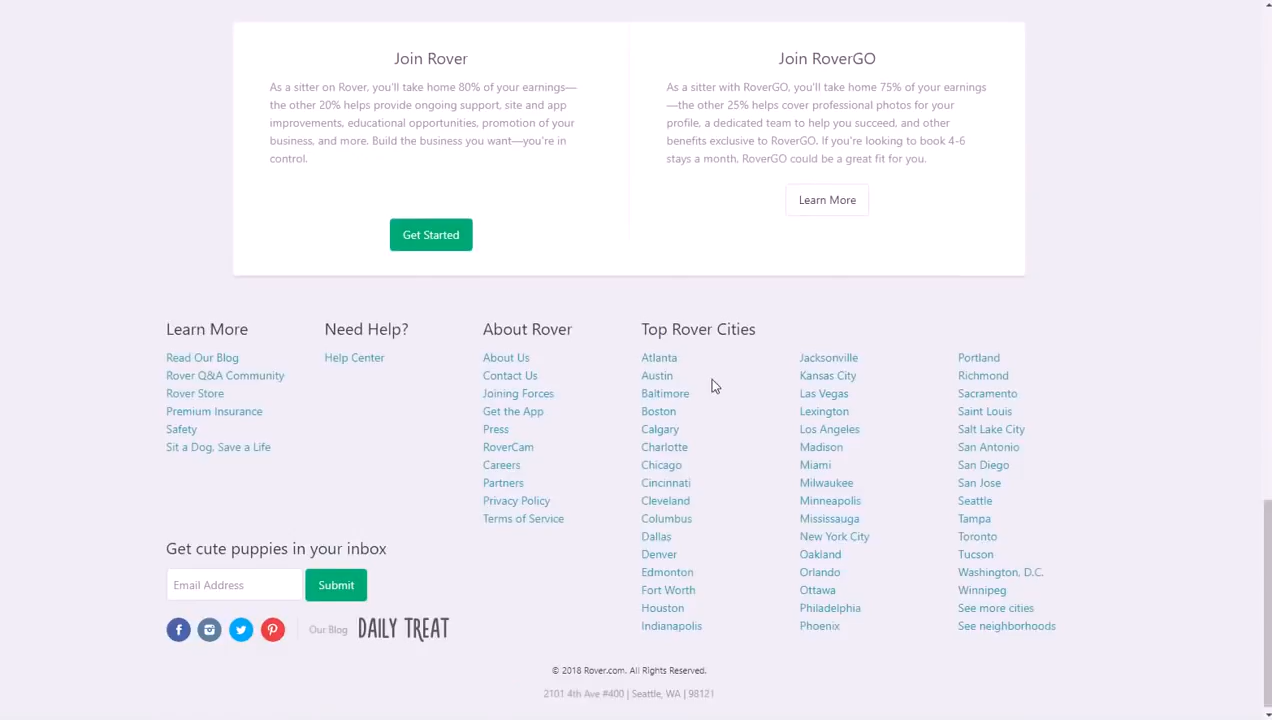 Join Rover
As a sitter on Rover, you'll take home 80% of your earnings—
the other 20% helps provide ongoing support, site and app
improvements, educational opportunities, promotion of your
business, and more. Build the business you want—you're in
control.
Get Started
Join RoverGO
As a sitter with RoverGO, you'll take home 75% of your earnings
—the other 25% helps cover professional photos for your
profile, a dedicated team to help you succeed, and other
benefits exclusive to RoverGO. If you're looking to book 4-6
stays a month, RoverGO could be a great fit for you.
Learn More
Learn More
Read Our Blog
Rover Q&A Community
Rover Store
Premium Insurance
Safety
Sit a Dog, Save a Life
Need Help?
Help Center
About Rover
About Us
Contact Us
Joining Forces
Get the App
Press
RoverCam
Careers
Partners
Privacy Policy
Terms of Service
Top Rover Cities
Atlanta
Austin
Baltimore
Boston
Calgary
Charlotte
Chicago
Cincinnati
Cleveland
Columbus
Dallas
Denver
Edmonton
Fort Worth
Houston
Indianapolis
Jacksonville
Kansas City
Las Vegas
Lexington
Los Angeles
Madison
Miami
Milwaukee
Minneapolis
Mississauga
New York City
Oakland
Orlando
Ottawa
Philadelphia
Phoenix
Portland
Richmond
Sacramento
Saint Louis
Salt Lake City
San Antonio
San Diego
San Jose
Seattle
Tampa
Toronto
Tucson
Washington, D.C.
Winnipeg
See more cities
See neighborhoods
Get cute puppies in your inbox
Email Address
Submit
Our Blog
DAILY TREAT
© 2018 Rover.com. All Rights Reserved.
2101 4th Ave #400 | Seattle, WA | 98121